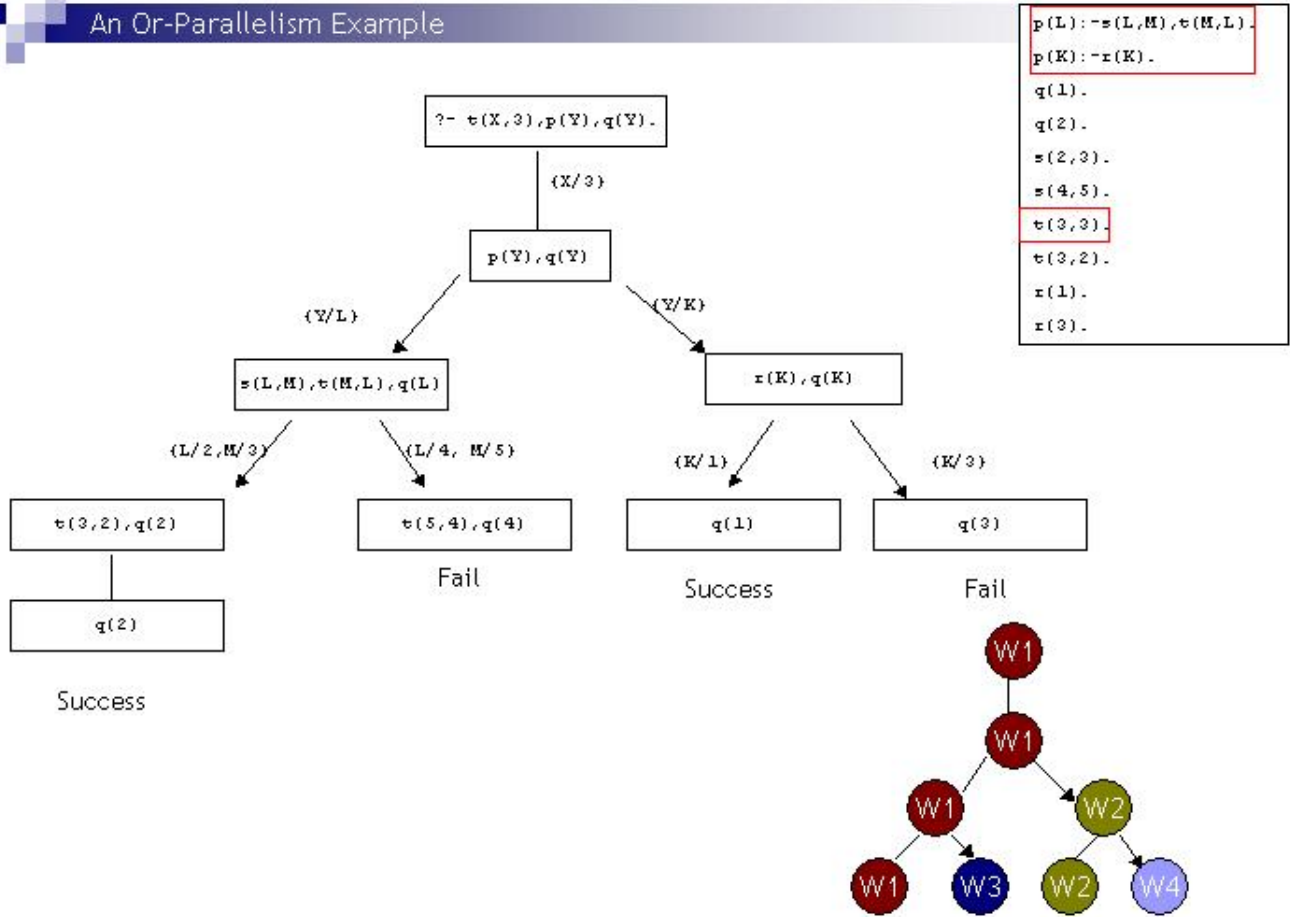 An Or-Parallelism Example
p(L):-s(L,M),t(M,L).
p(K):-r(K).
q(1).
q(2).
s(2,3).
s(4,5).
t(3,3).
t(3,2).
r(1).
r(3).
?- t(X,3),p(Y),q(Y).
{X/3}
p(Y),q(Y)
{Y/L}
{Y/K}
s(L,M),t(M,L),q(L)
r(K),q(K)
{L/2,M/3}
{L/4, M/5}
{K/1}
{K/3}
t(3,2),q(2)
t(5,4),q(4)
q(1)
q(3)
Fail
Success
Fail
q(2)
Success
W1
W1
W1
W2
W1
W3
W2
W4